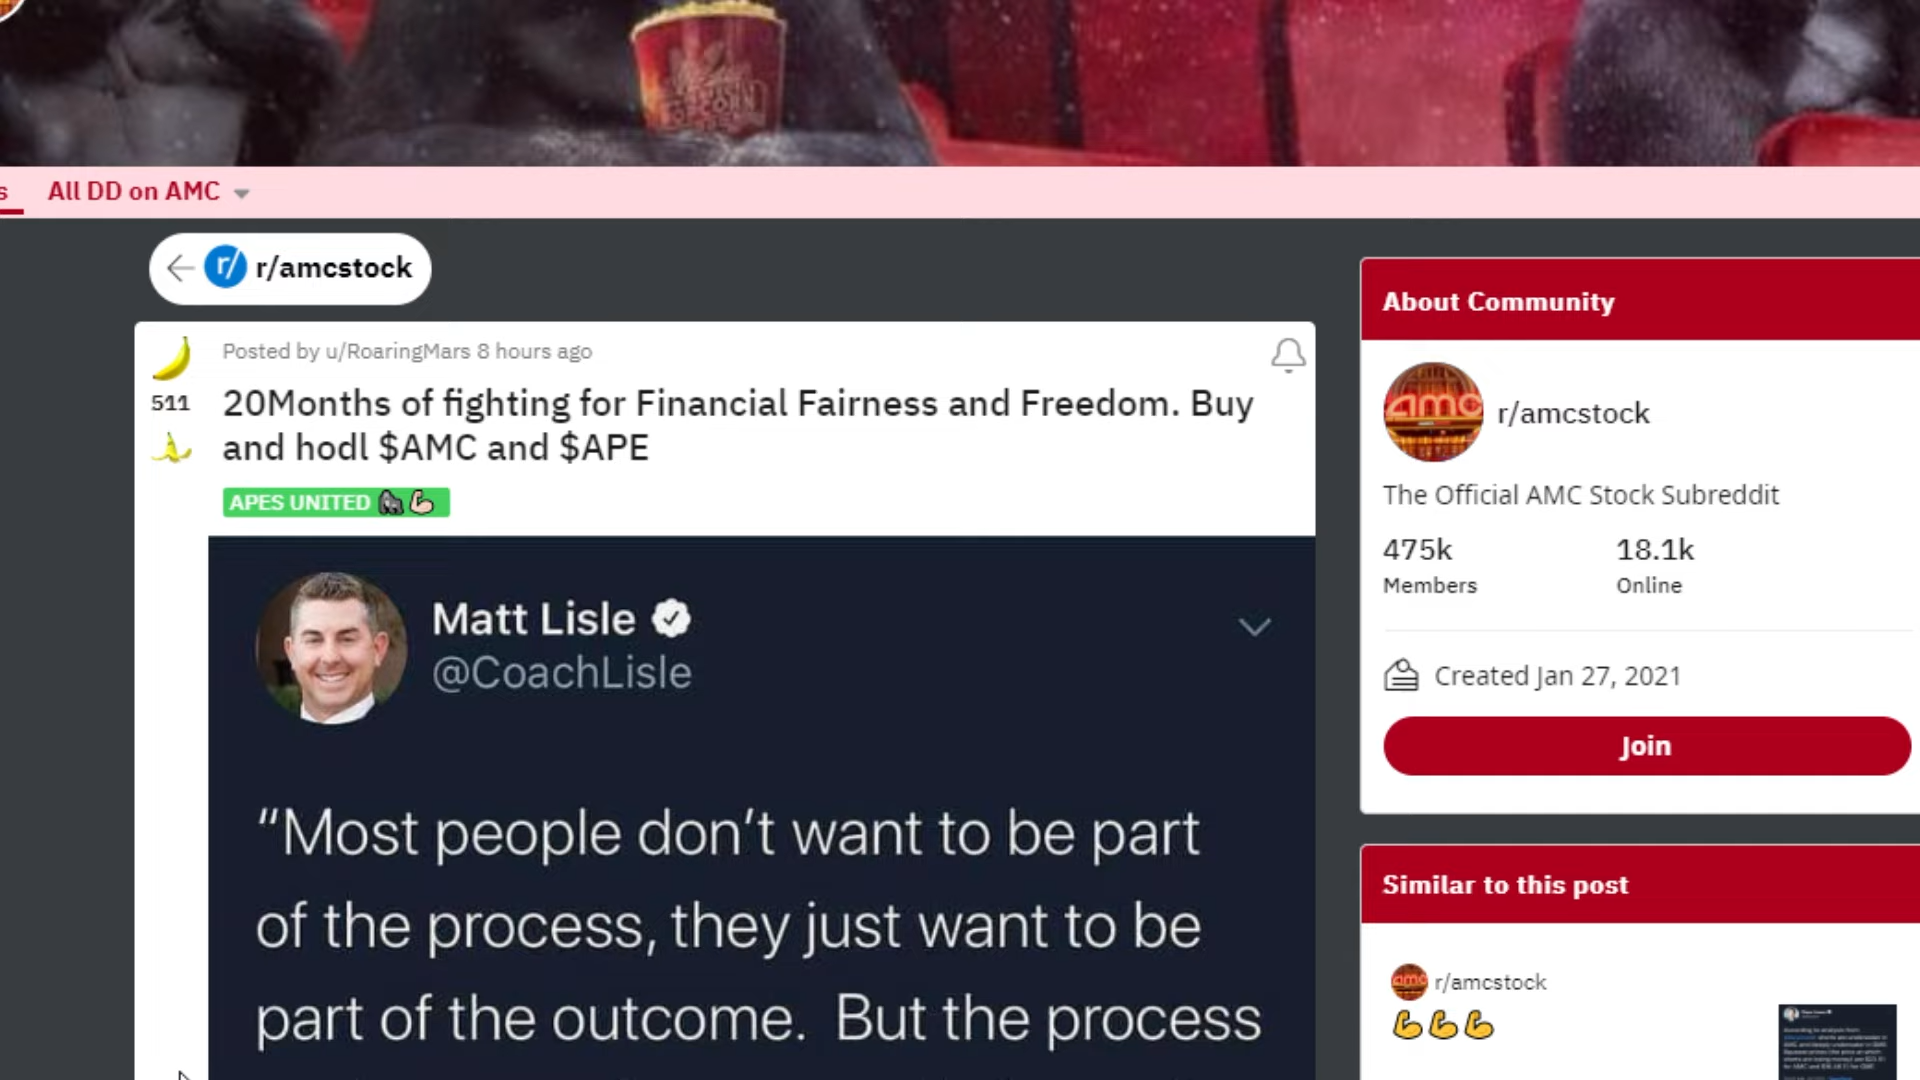 POPCORN
s All DD on AMC
r/ r/amcstock
Posted by u/RoaringMars 8 hours ago
511
20Months of fighting for Financial Fairness and Freedom. Buy
and hodl $AMC and $APE
APES UNITED 🦍💪🏻
Matt Lisle
@CoachLisle
“Most people don’t want to be part
of the process, they just want to be
part of the outcome. But the process
About Community
amc
r/amcstock
The Official AMC Stock Subreddit
475k 18.1k
Members Online
Created Jan 27, 2021
Join
Similar to this post
amc r/amcstock
💪💪💪